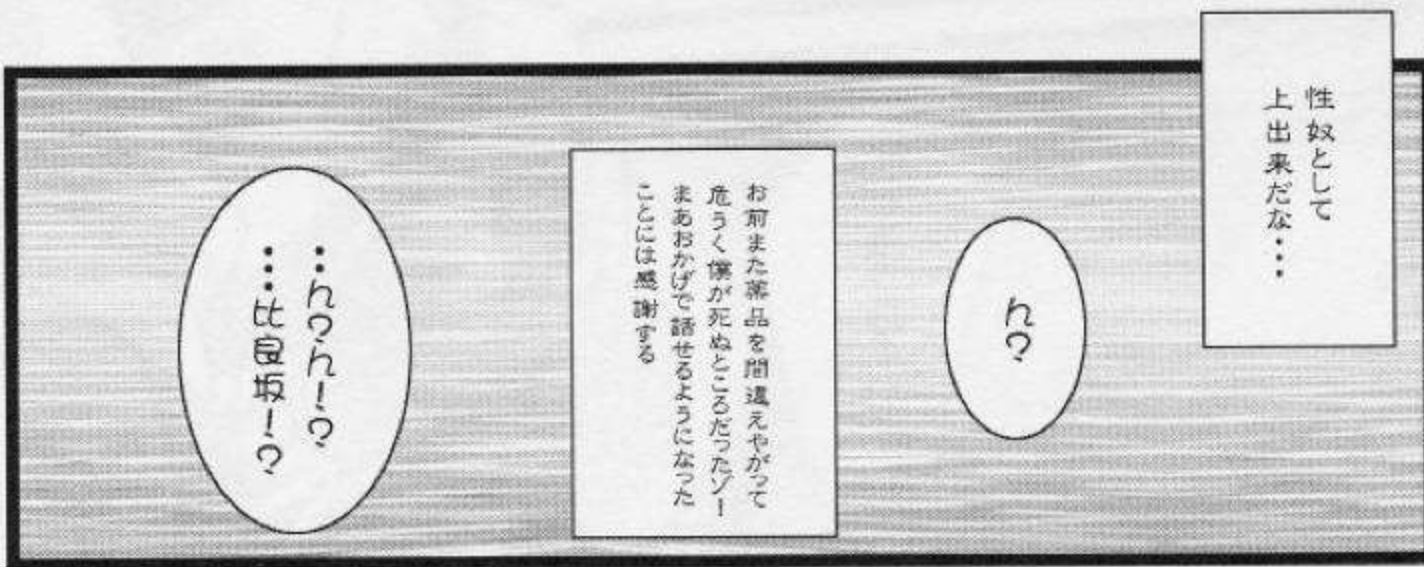 性奴として
上出来だな・・・
ん？
お前また薬品を間違えやがって
危うく僕が死ぬところだったゾー
まあおかげで話せるようになった
ことには感謝する
・・ん？んー？
・・・比良坂ー？